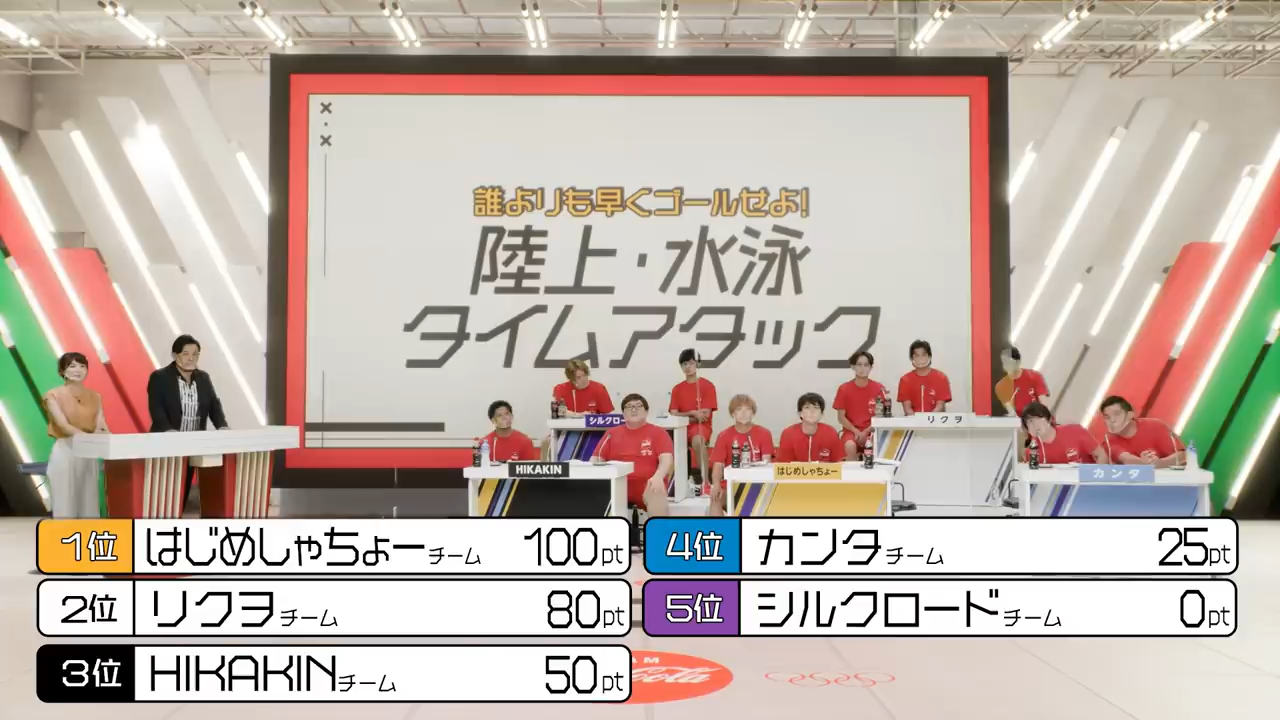 誰よりも早くゴールせよ!
陸上・水泳
タイムアタック
シルクロー
リクヲ
HIKAKIN
はじめしゃちょー
カンタ
1位 はじめしゃちょーチーム 100pt
2位 リクヲチーム 80pt
3位 HIKAKINチーム 50pt
4位 カンタチーム 25pt
5位 シルクロードチーム 0pt